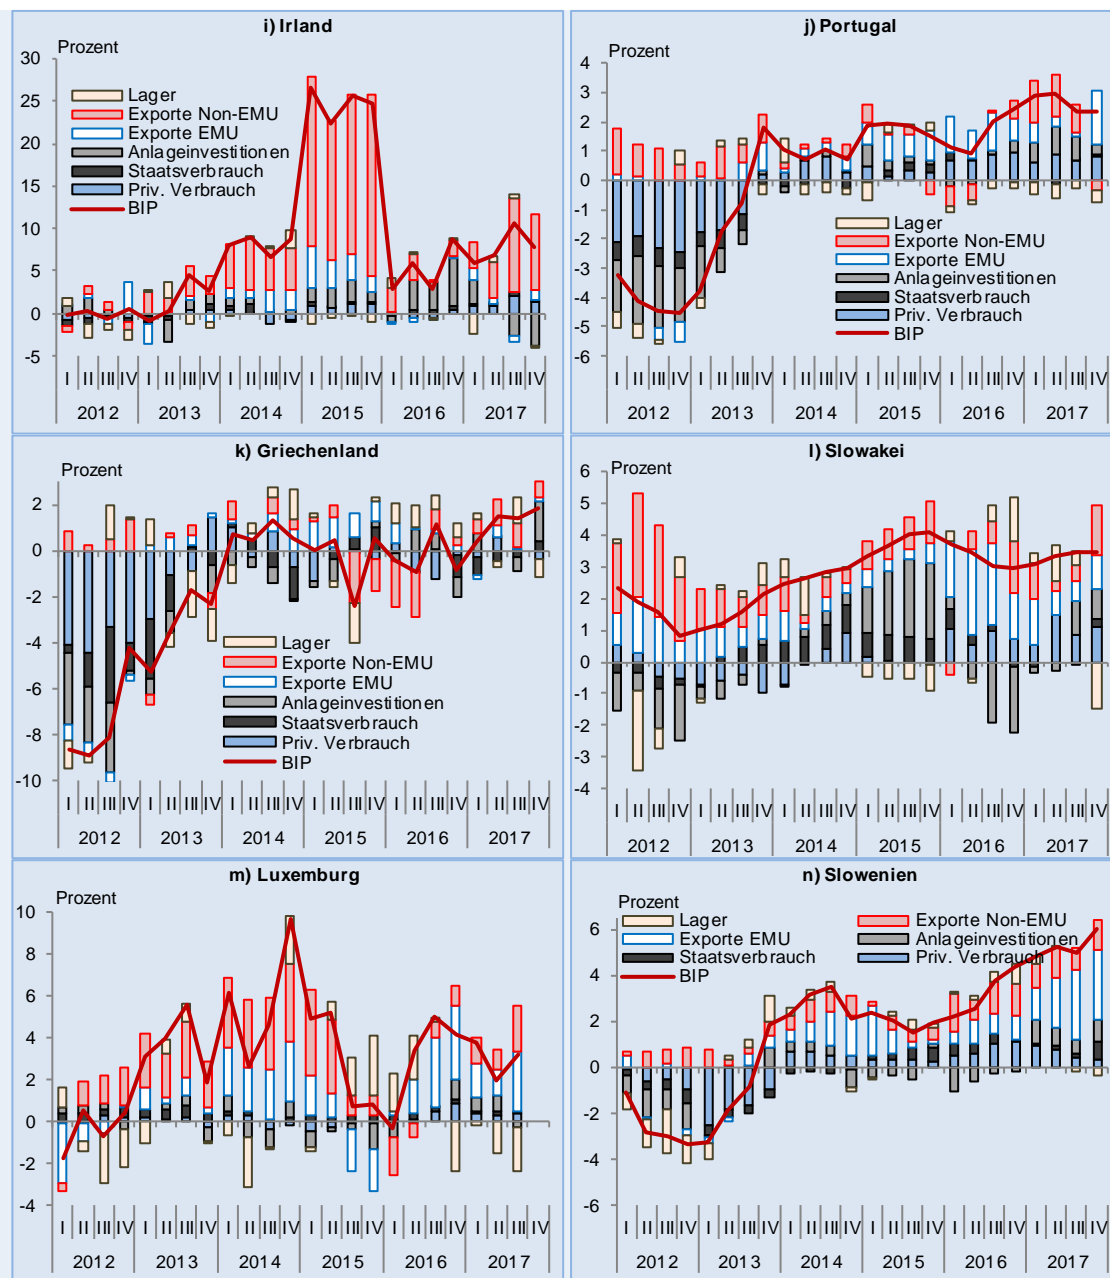 i) Irland
Prozent
30
25
20
15
10
5
0
-5
Lager
Exporte Non-EMU
Exporte EMU
Anlageinvestitionen
Staatsverbrauch
Priv. Verbrauch
BIP
I II III IV I II III IV I II III IV I II III IV I II III IV I II III IV
2012 2013 2014 2015 2016 2017
j) Portugal
Prozent
4
3
2
1
0
-1
-2
-3
-4
-5
-6
Lager
Exporte Non-EMU
Exporte EMU
Anlageinvestitionen
Staatsverbrauch
Priv. Verbrauch
BIP
I II III IV I II III IV I II III IV I II III IV I II III IV I II III IV
2012 2013 2014 2015 2016 2017
k) Griechenland
Prozent
2
0
-2
-4
-6
-8
-10
Lager
Exporte Non-EMU
Exporte EMU
Anlageinvestitionen
Staatsverbrauch
Priv. Verbrauch
BIP
I II III IV I II III IV I II III IV I II III IV I II III IV I II III IV
2012 2013 2014 2015 2016 2017
l) Slowakei
Prozent
6
5
4
3
2
1
0
-1
-2
-3
-4
I II III IV I II III IV I II III IV I II III IV I II III IV I II III IV
2012 2013 2014 2015 2016 2017
m) Luxemburg
Prozent
10
8
6
4
2
0
-2
-4
I II III IV I II III IV I II III IV I II III IV I II III IV I II III IV
2012 2013 2014 2015 2016 2017
n) Slowenien
Prozent
6
4
2
0
-2
-4
-6
Lager Exporte Non-EMU
Exporte EMU Anlageinvestitionen
Staatsverbrauch Priv. Verbrauch
BIP
I II III IV I II III IV I II III IV I II III IV I II III IV I II III IV
2012 2013 2014 2015 2016 2017